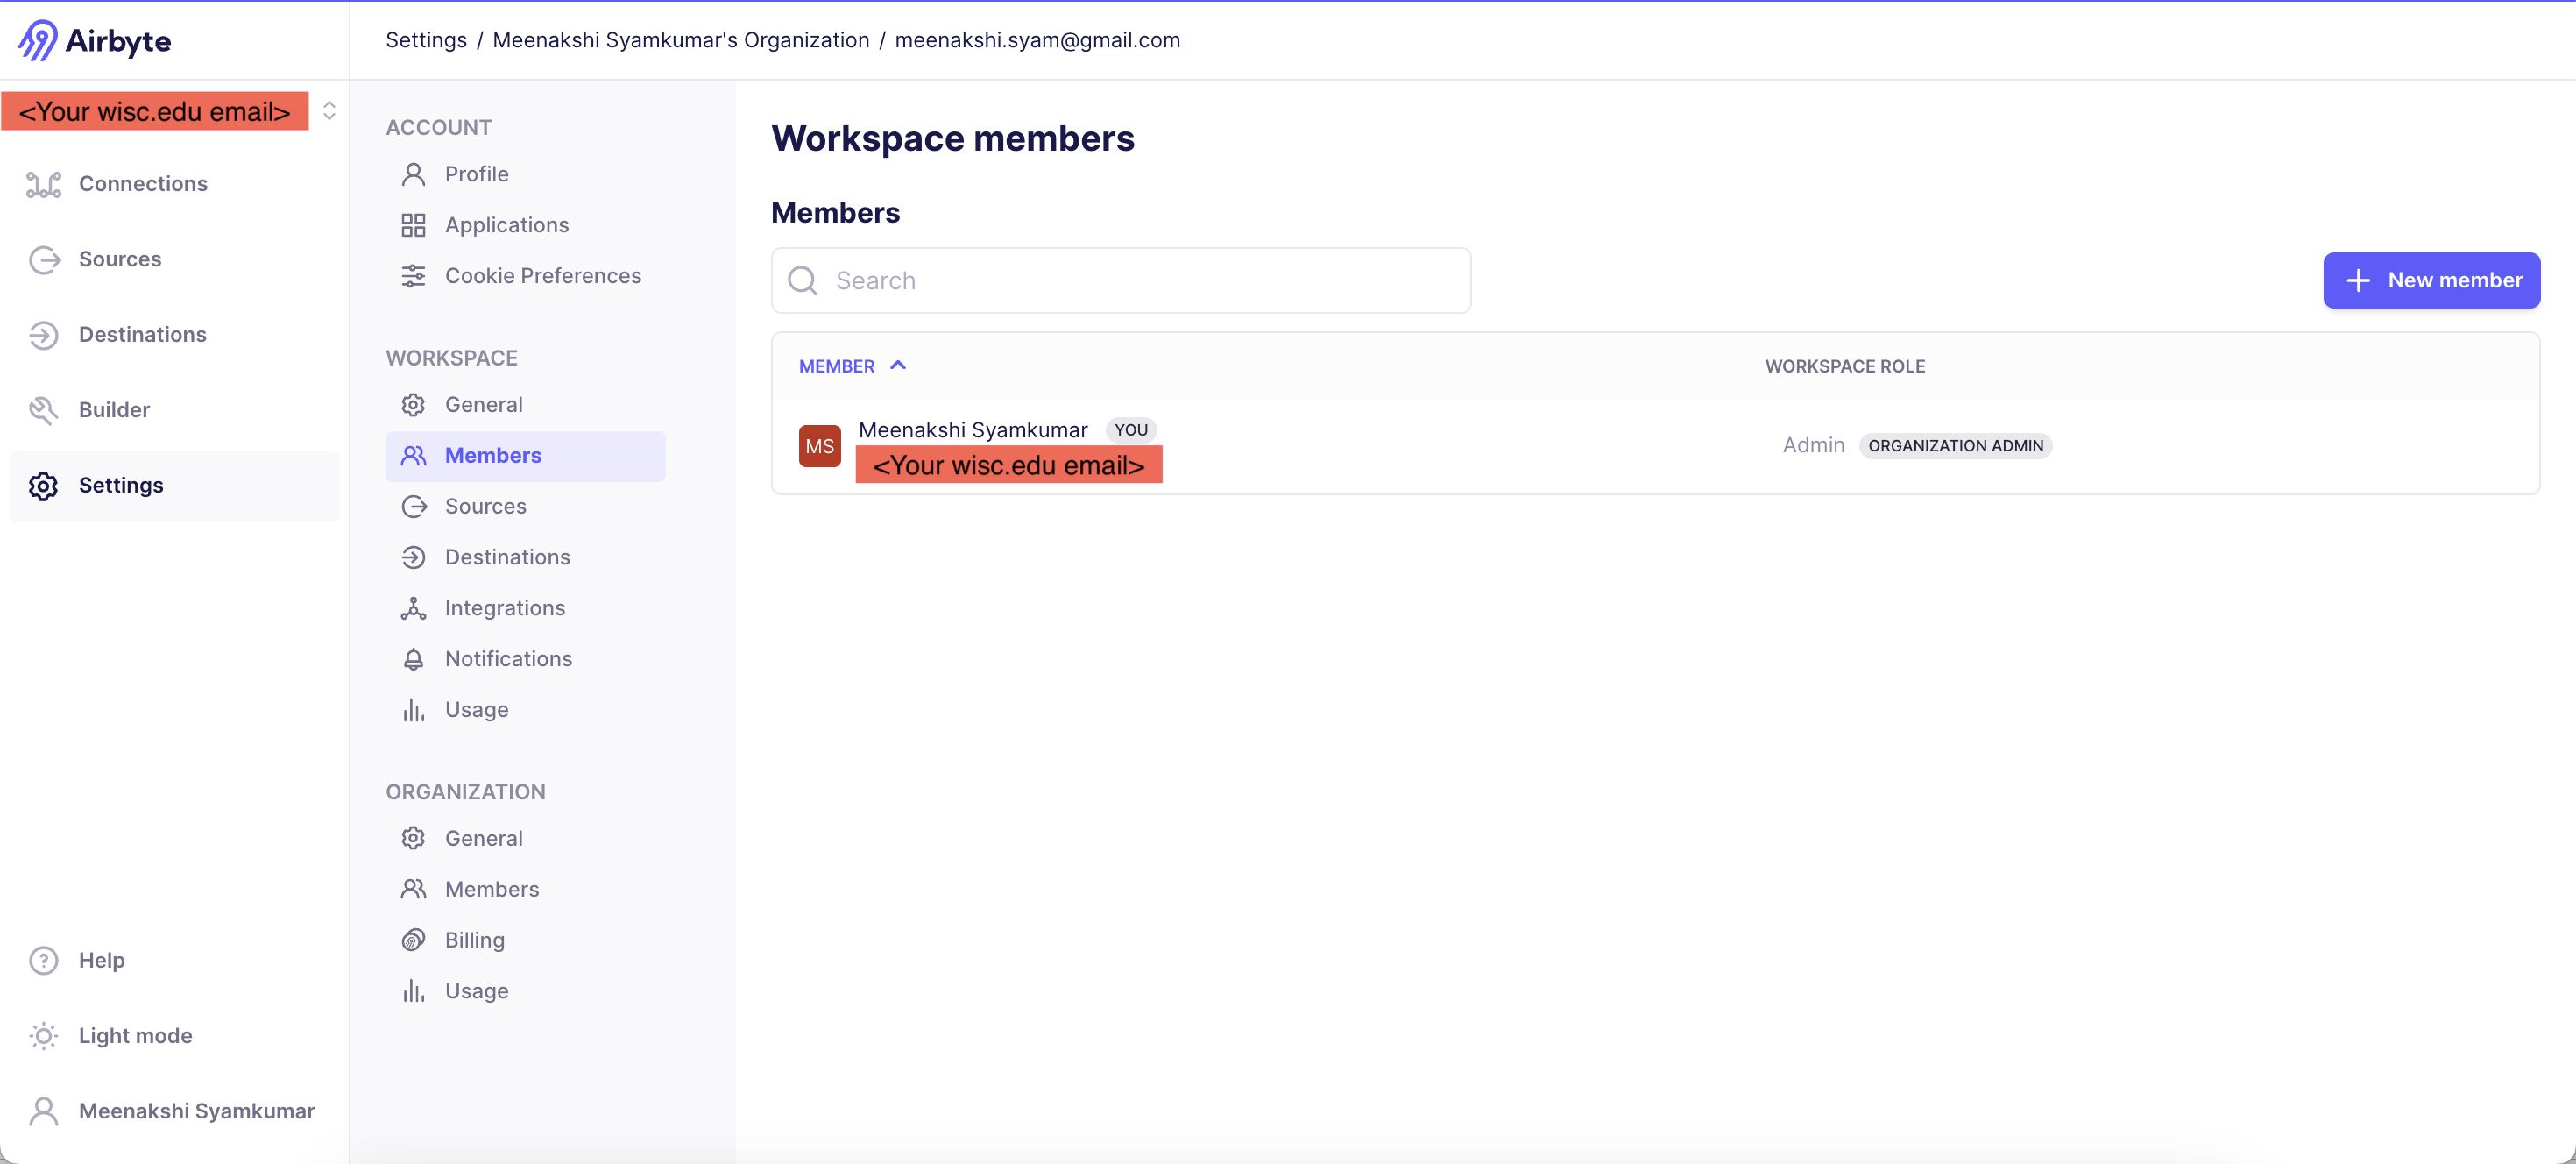 Airbyte
Settings / Meenakshi Syamkumar's Organization / meenakshi.syam@gmail.com
<Your wisc.edu email>
Connections
Sources
Destinations
Builder
Settings
Help
Light mode
Meenakshi Syamkumar
ACCOUNT
Profile
Applications
Cookie Preferences
WORKSPACE
General
Members
Sources
Destinations
Integrations
Notifications
Usage
ORGANIZATION
General
Members
Billing
Usage
Workspace members
Members
Search
New member
MEMBER
WORKSPACE ROLE
MS
Meenakshi Syamkumar YOU
<Your wisc.edu email>
Admin ORGANIZATION ADMIN